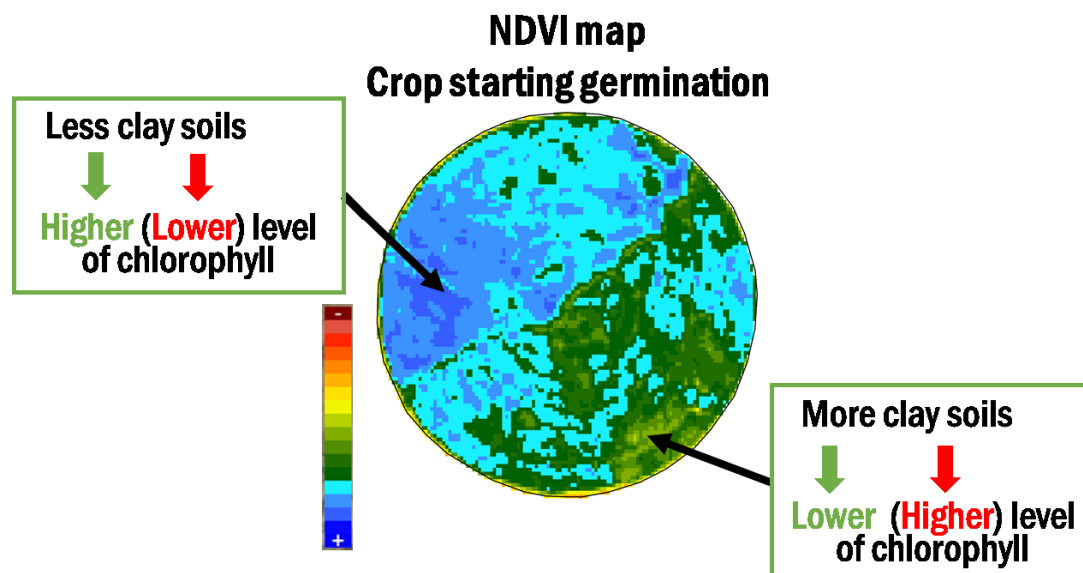 NDVI map
Crop starting germination
Less clay soils
Higher (Lower) level
of chlorophyll
-
+
More clay soils
Lower (Higher) level
of chlorophyll